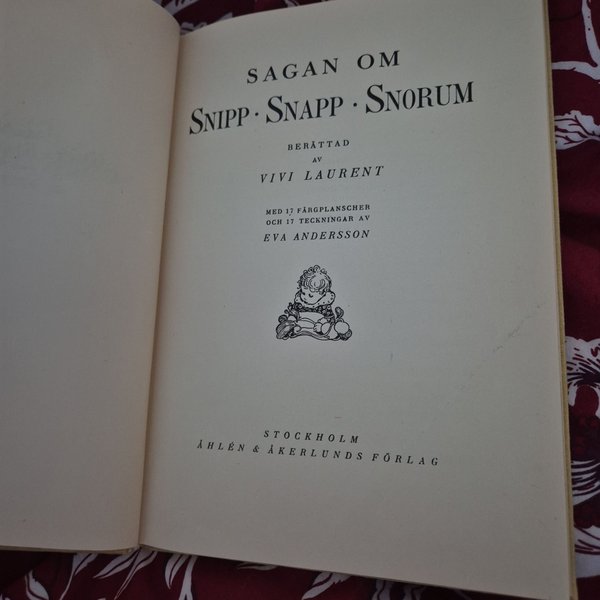 SAGAN OM
SNIPP · SNAPP · SNORUM
BERÄTTAD
AV
VIVI LAURENT
MED 17 FÄRGPLANSCHER
OCH 17 TECKNINGAR AV
EVA ANDERSSON
STOCKHOLM
ÅHLÉN & ÅKERLUNDS FÖRLAG